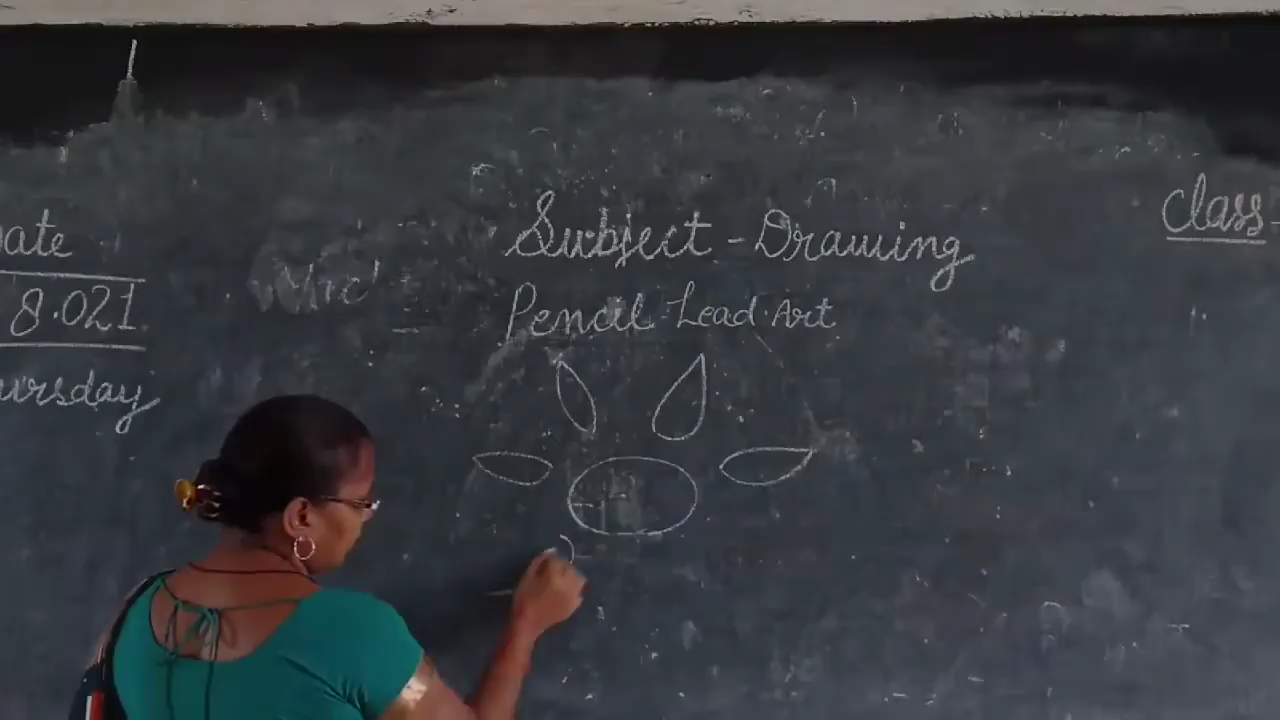 Subject - Drawing
Class-
ate
8.021
Pencil Lead Art
ursday